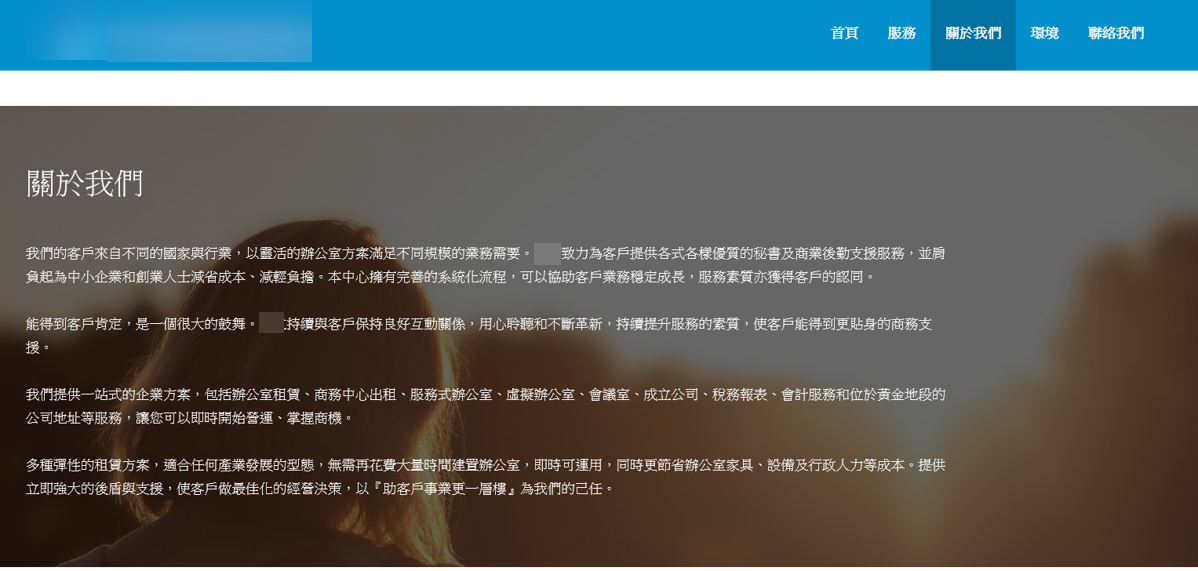 首頁 服務 關於我們 環境 聯絡我們
關於我們
我們的客戶來自不同的國家與行業，以靈活的辦公室方案滿足不同規模的業務需要。 致力為客戶提供各式各樣優質的秘書及商業後勤支援服務，並肩
負起為中小企業和創業人士減省成本、減輕負擔。本中心擁有完善的系統化流程，可以協助客戶業務穩定成長，服務素質亦獲得客戶的認同。
能得到客戶肯定，是一個很大的鼓舞。 持續與客戶保持良好互動關係，用心聆聽和不斷革新，持續提升服務的素質，使客戶能得到更貼身的商務支
援。
我們提供一站式的企業方案，包括辦公室租賃、商務中心出租、服務式辦公室、虛擬辦公室、會議室、成立公司、稅務報表、會計服務和位於黃金地段的
公司地址等服務，讓您可以即時開始營運、掌握商機。
多種彈性的租賃方案，適合任何產業發展的型態，無需再花費大量時間建置辦公室，即時可運用，同時更節省辦公室家具、設備及行政人力等成本。提供
立即強大的後盾與支援，使客戶做最佳化的經營決策，以『助客戶事業更一層樓』為我們的己任。